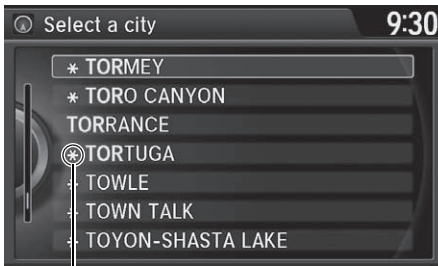 Select a city
9:30
* TORMEY
* TORO CANYON
TORRANCE
* TORTUGA
* TOWLE
* TOWN TALK
* TOYON-SHASTA LAKE